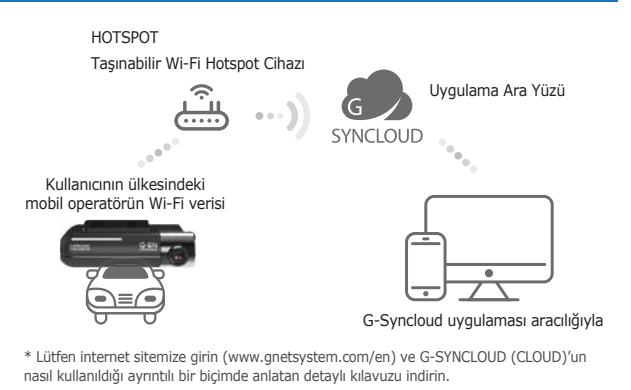 HOTSPOT
Taşınabilir Wi-Fi Hotspot Cihazı
G
SYNCLOUD
Uygulama Ara Yüzü
Kullanıcının ülkesindeki
mobil operatörün Wi-Fi verisi
G-ON
G-Syncloud uygulaması aracılığıyla
* Lütfen internet sitemize girin (www.gnetsystem.com/en) ve G-SYNCLOUD (CLOUD)’un
nasıl kullanıldığı ayrıntılı bir biçimde anlatan detaylı kılavuzu indirin.